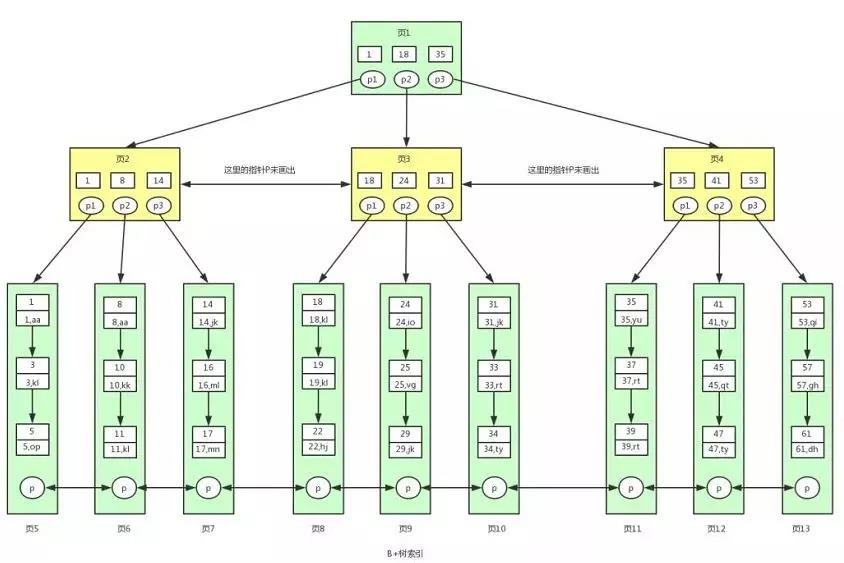 页1
1 18 35
p1 p2 p3
页2 页3 页4
这里的指针P未画出 这里的指针P未画出
1 8 14 18 24 31 35 41 53
p1 p2 p3 p1 p2 p3 p1 p2 p3
1 8 14 18 24 31 35 41 53
1,aa 8,aa 14,jk 18,kl 24,io 31,jk 35,yu 41,ty 53,qi
3 10 16 19 25 33 37 45 57
3,kl 10,kk 16,ml 19,kl 25,vg 33,rt 37,rt 45,qt 57,gh
5 11 17 22 29 34 39 47 61
5,op 11,kl 17,mn 22,hj 29,jk 34,ty 39,rt 47,ty 61,dh
p p p p p p p p p
页5 页6 页7 页8 页9 页10 页11 页12 页13
B+树索引